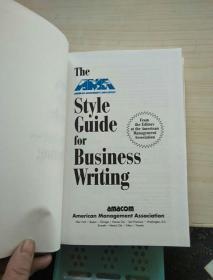 The
AMA
Style
Guide
for
Business
Writing
From
the Editors
at the American
Management
Association
amacom
American Management Association